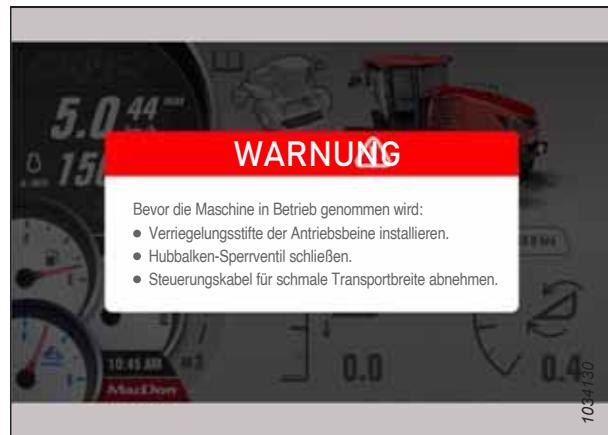 WARNUNG
Bevor die Maschine in Betrieb genommen wird:
● Verriegelungsstifte der Antriebsbeine installieren.
● Hubbalken-Sperrventil schließen.
● Steuerungskabel für schmale Transportbreite abnehmen.
5.0
44
10:45 AM
MacDon
0.0
0.4
1034130